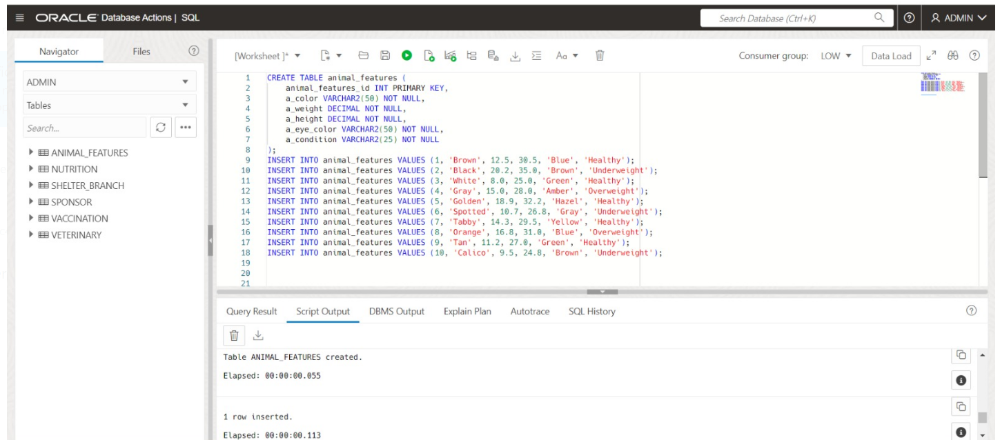 ORACLE Database Actions | SQL
Search Database (Ctrl+K)
ADMIN
Navigator
Files
ADMIN
Tables
Search...
ANIMAL_FEATURES
NUTRITION
SHELTER_BRANCH
SPONSOR
VACCINATION
VETERINARY
[Worksheet ]*
Aa
Consumer group: LOW
Data Load
1 CREATE TABLE animal_features (
2 animal_features_id INT PRIMARY KEY,
3 a_color VARCHAR2(50) NOT NULL,
4 a_weight DECIMAL NOT NULL,
5 a_height DECIMAL NOT NULL,
6 a_eye_color VARCHAR2(50) NOT NULL,
7 a_condition VARCHAR2(25) NOT NULL
8 );
9 INSERT INTO animal_features VALUES (1, 'Brown', 12.5, 30.5, 'Blue', 'Healthy');
10 INSERT INTO animal_features VALUES (2, 'Black', 20.2, 35.0, 'Brown', 'Underweight');
11 INSERT INTO animal_features VALUES (3, 'White', 8.0, 25.0, 'Green', 'Healthy');
12 INSERT INTO animal_features VALUES (4, 'Gray', 15.0, 28.0, 'Amber', 'Overweight');
13 INSERT INTO animal_features VALUES (5, 'Golden', 18.9, 32.2, 'Hazel', 'Healthy');
14 INSERT INTO animal_features VALUES (6, 'Spotted', 10.7, 26.8, 'Gray', 'Underweight');
15 INSERT INTO animal_features VALUES (7, 'Tabby', 14.3, 29.5, 'Yellow', 'Healthy');
16 INSERT INTO animal_features VALUES (8, 'Orange', 16.8, 31.0, 'Blue', 'Overweight');
17 INSERT INTO animal_features VALUES (9, 'Tan', 11.2, 27.0, 'Green', 'Healthy');
18 INSERT INTO animal_features VALUES (10, 'Calico', 9.5, 24.8, 'Brown', 'Underweight');
19
20
21
Query Result
Script Output
DBMS Output
Explain Plan
Autotrace
SQL History
Table ANIMAL_FEATURES created.
Elapsed: 00:00:00.055
1 row inserted.
Elapsed: 00:00:00.113